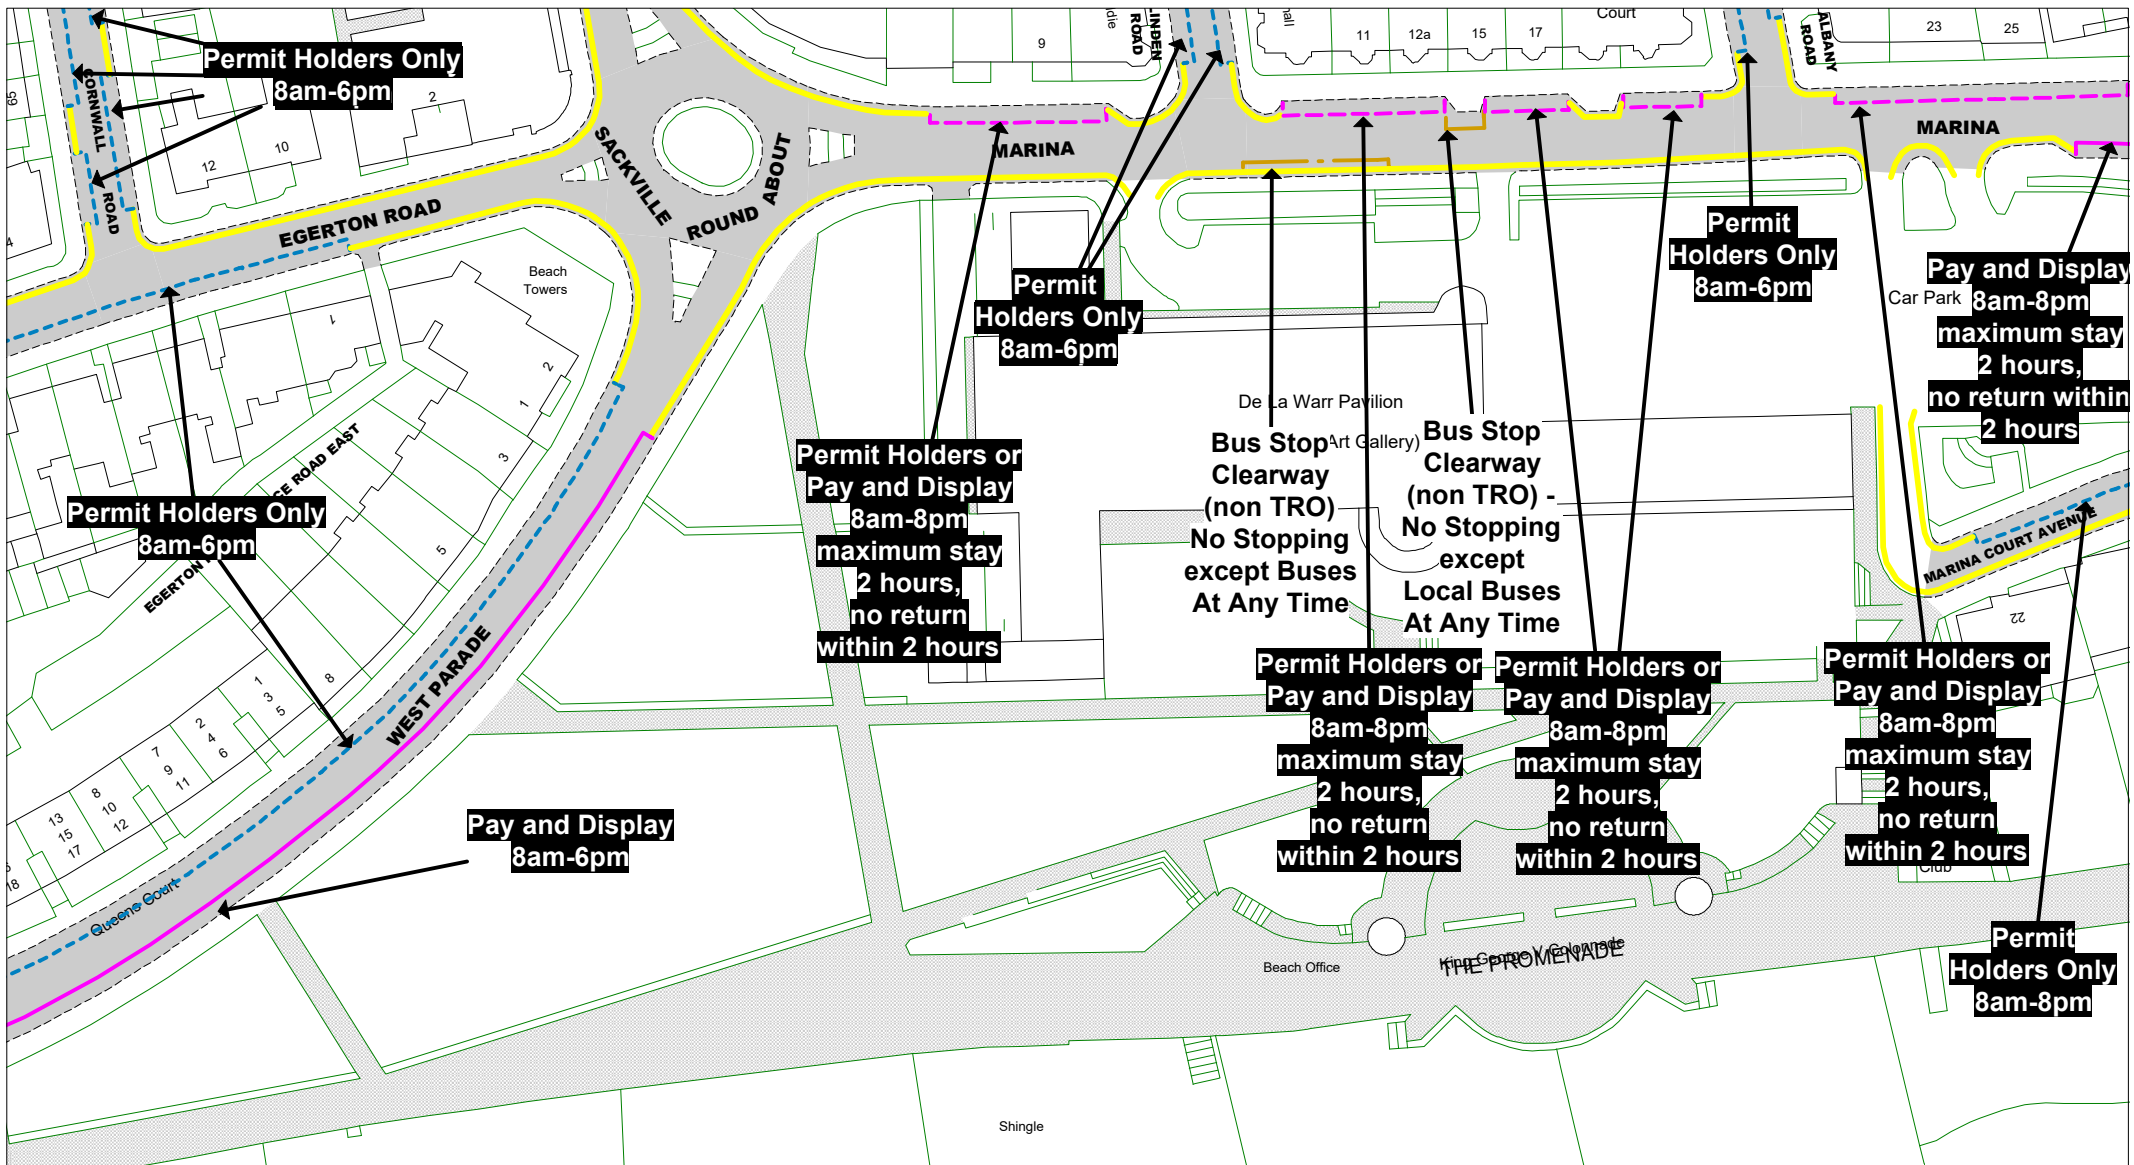 Permit Holders Only
8am-6pm
CORNWALL
ROAD
65
4
2
12
10
SACKVILLE
ROUND ABOUT
EGERTON ROAD
Beach
Towers
9
LINDEN
ROAD
11
12a
15
17
Court
ALBANY
ROAD
23
25
MARINA
MARINA
Permit
Holders Only
8am-6pm
Permit
Holders Only
8am-6pm
Car Park
Pay and Display
8am-8pm
maximum stay
2 hours,
no return within
2 hours
De La Warr Pavilion
(Art Gallery)
Bus Stop
Clearway
(non TRO)
No Stopping
except Buses
At Any Time
Bus Stop
Clearway
(non TRO) -
No Stopping
except
Local Buses
At Any Time
Permit Holders or
Pay and Display
8am-8pm
maximum stay
2 hours,
no return
within 2 hours
Permit Holders Only
8am-6pm
1
2
1
3
5
8
WEST PARADE
MARINA COURT AVENUE
22
Permit Holders or
Pay and Display
8am-8pm
maximum stay
2 hours,
no return
within 2 hours
Permit Holders or
Pay and Display
8am-8pm
maximum stay
2 hours,
no return
within 2 hours
Permit Holders or
Pay and Display
8am-8pm
maximum stay
2 hours,
no return
within 2 hours
Club
1
3
5
2
4
6
7
9
11
8
10
12
13
15
17
18
Queens Court
Pay and Display
8am-6pm
Beach Office
King George V Colonnade
THE PROMENADE
Permit
Holders Only
8am-8pm
Shingle